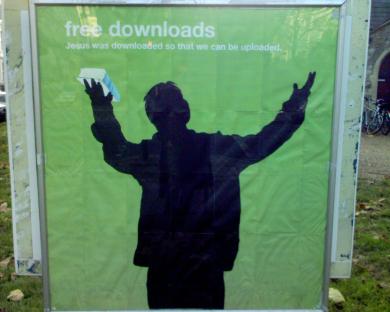 free downloads
Jesus was downloaded so that we can be uploaded.